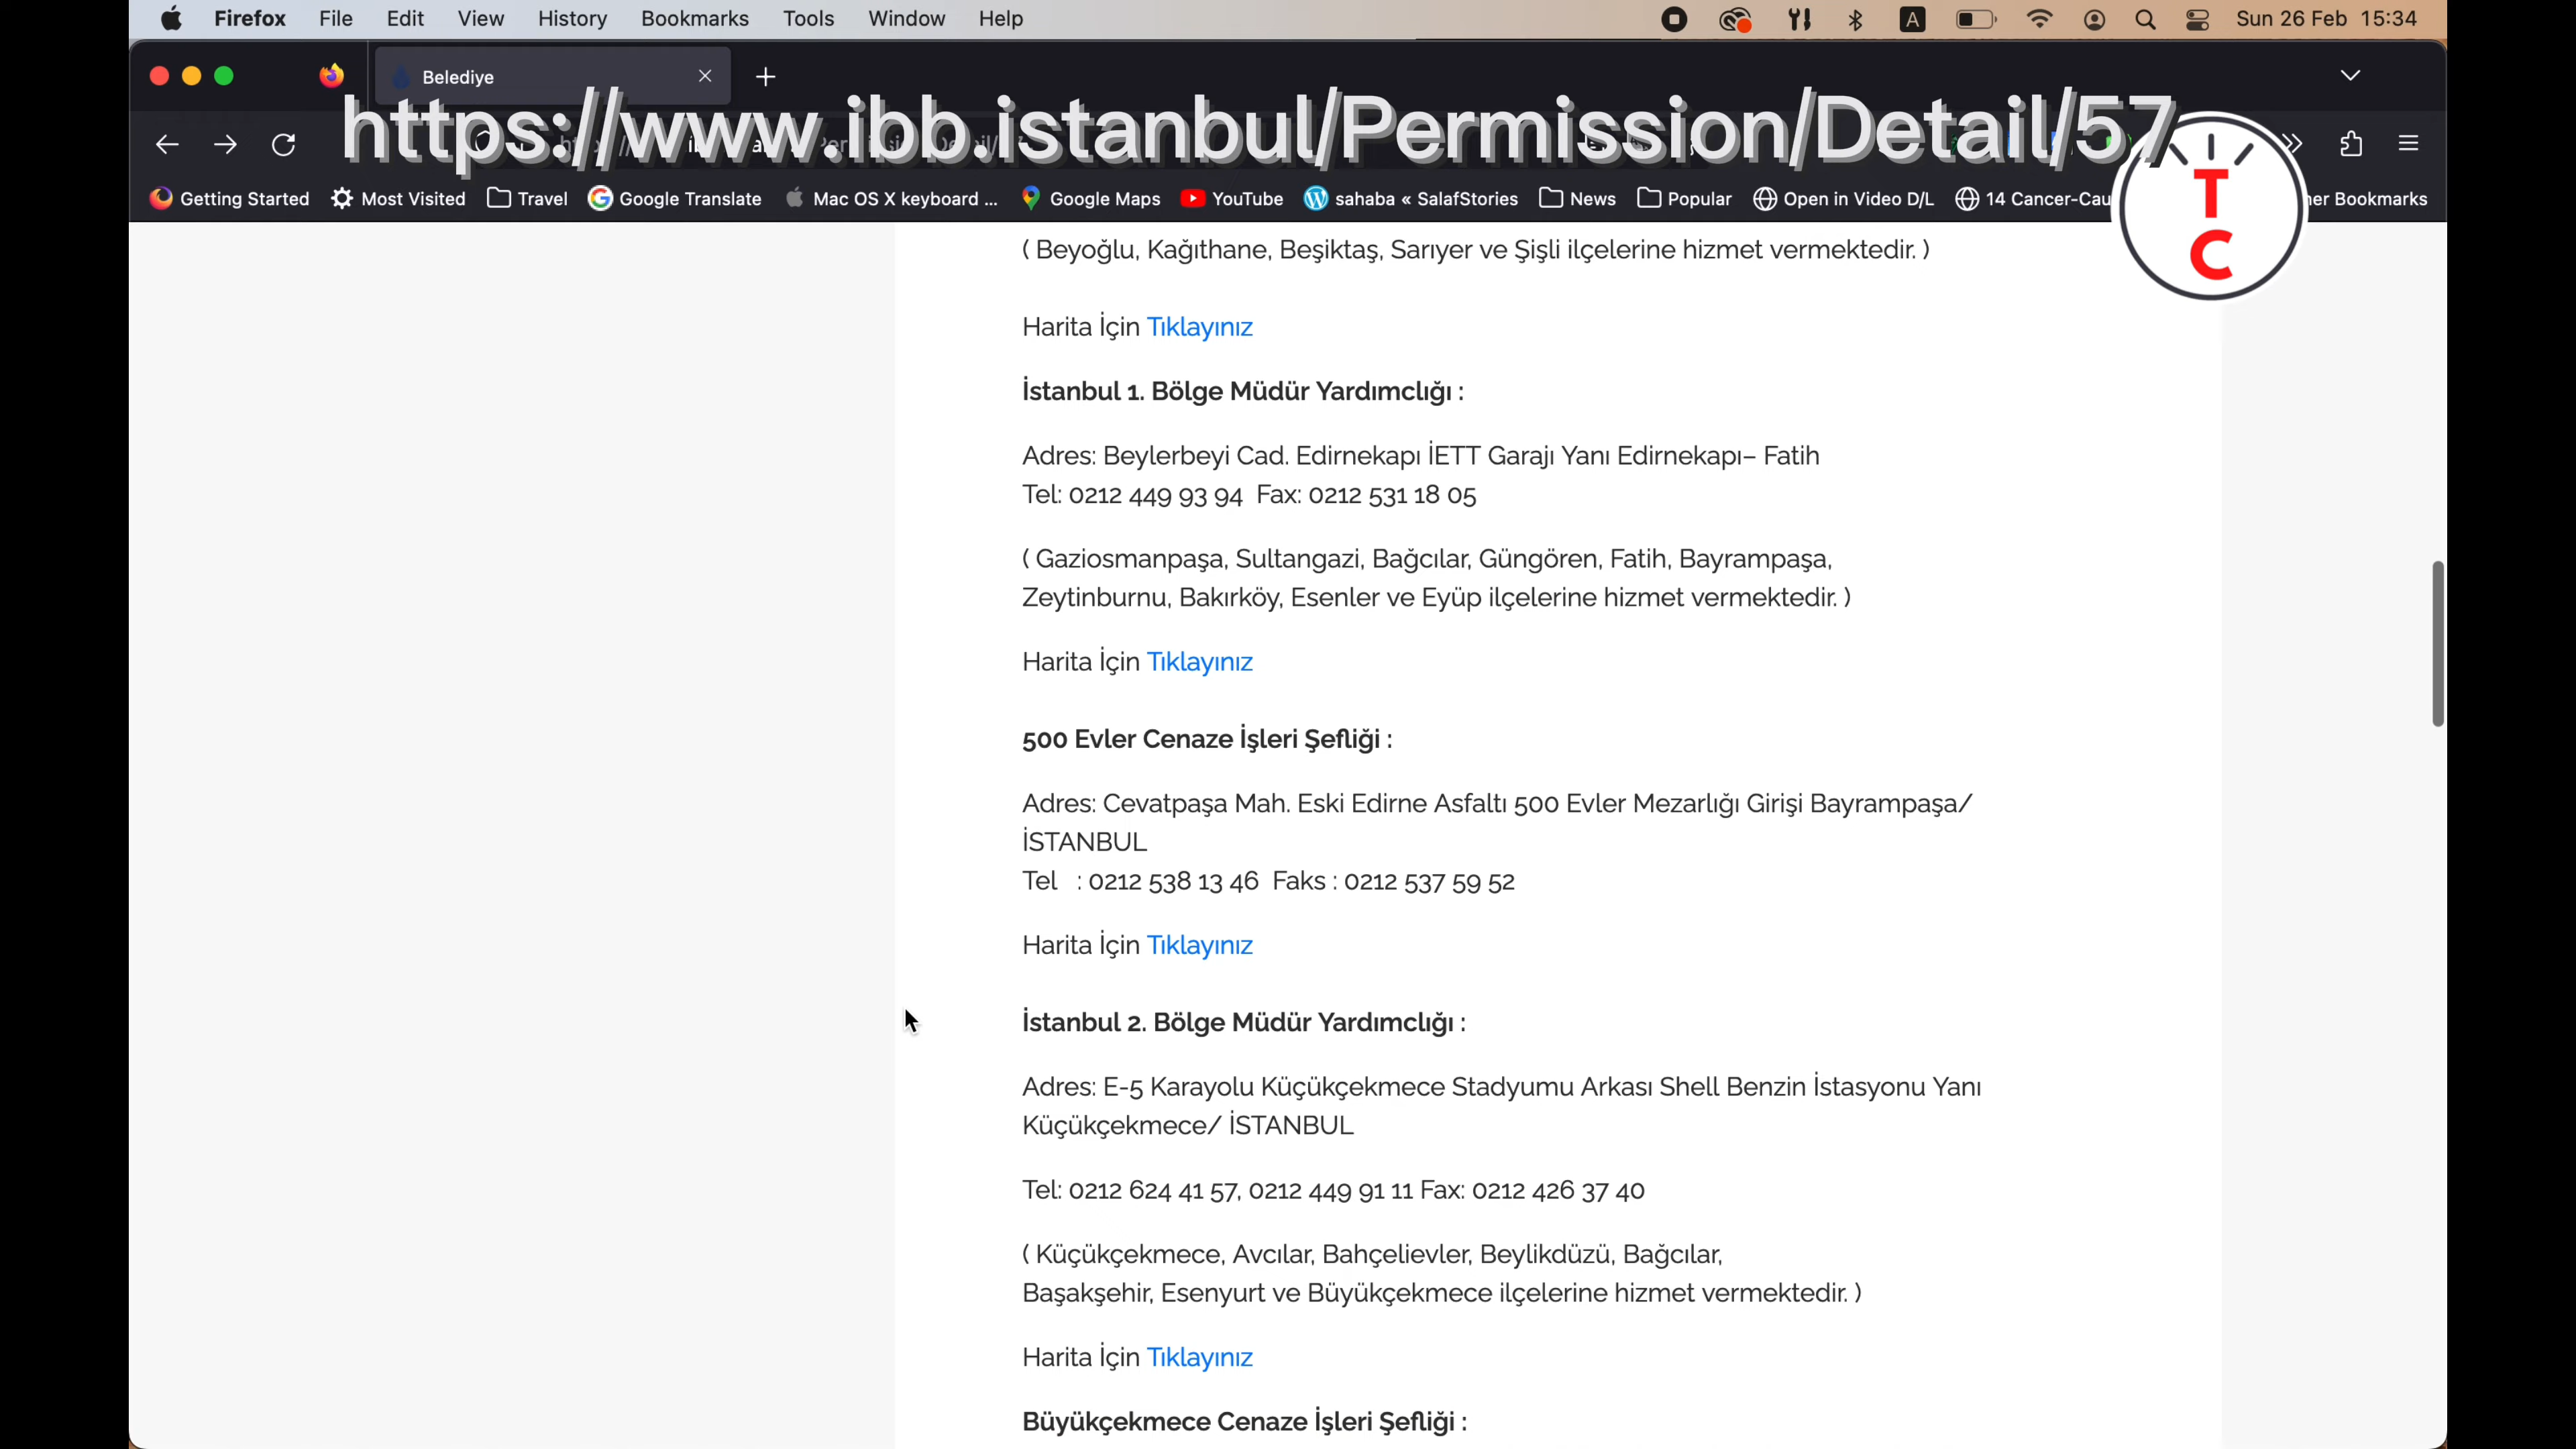 Firefox File Edit View History Bookmarks Tools Window Help A Sun 26 Feb 15:34
Belediye
https://www.ibb.istanbul/Permission/Detail/57
Getting Started Most Visited Travel Google Translate Mac OS X keyboard ... Google Maps YouTube sahaba « SalafStories News Popular Open in Video D/L 14 Cancer-Cau Bookmarks
T
C
( Beyoğlu, Kağıthane, Beşiktaş, Sarıyer ve Şişli ilçelerine hizmet vermektedir. )
Harita İçin Tıklayınız
İstanbul 1. Bölge Müdür Yardımclığı :
Adres: Beylerbeyi Cad. Edirnekapı İETT Garajı Yanı Edirnekapı– Fatih
Tel: 0212 449 93 94 Fax: 0212 531 18 05
( Gaziosmanpaşa, Sultangazi, Bağcılar, Güngören, Fatih, Bayrampaşa,
Zeytinburnu, Bakırköy, Esenler ve Eyüp ilçelerine hizmet vermektedir. )
Harita İçin Tıklayınız
500 Evler Cenaze İşleri Şefliği :
Adres: Cevatpaşa Mah. Eski Edirne Asfaltı 500 Evler Mezarlığı Girişi Bayrampaşa/
İSTANBUL
Tel : 0212 538 13 46 Faks : 0212 537 59 52
Harita İçin Tıklayınız
İstanbul 2. Bölge Müdür Yardımclığı :
Adres: E-5 Karayolu Küçükçekmece Stadyumu Arkası Shell Benzin İstasyonu Yanı
Küçükçekmece/ İSTANBUL
Tel: 0212 624 41 57, 0212 449 91 11 Fax: 0212 426 37 40
( Küçükçekmece, Avcılar, Bahçelievler, Beylikdüzü, Bağcılar,
Başakşehir, Esenyurt ve Büyükçekmece ilçelerine hizmet vermektedir. )
Harita İçin Tıklayınız
Büyükçekmece Cenaze İşleri Şefliği :